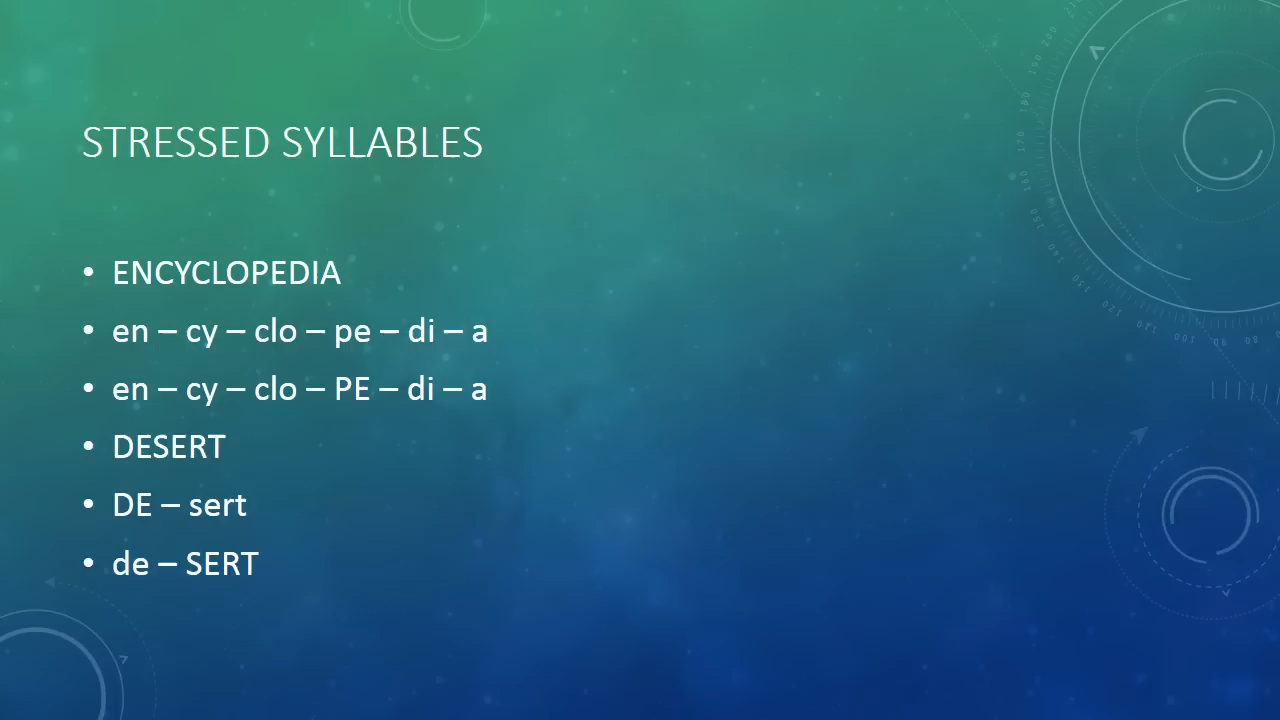 STRESSED SYLLABLES
• ENCYCLOPEDIA
• en – cy – clo – pe – di – a
• en – cy – clo – PE – di – a
• DESERT
• DE – sert
• de – SERT